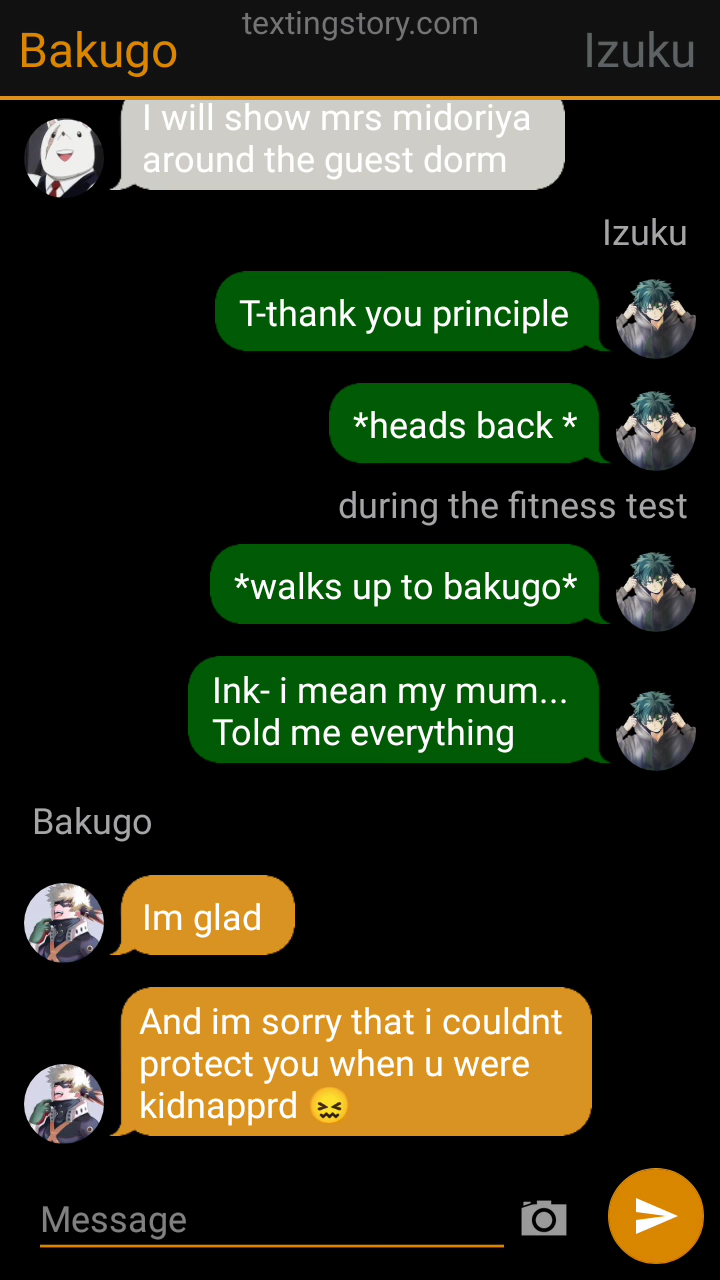 textingstory.com
Bakugo
Izuku
I will show mrs midoriya
around the guest dorm
Izuku
T-thank you principle
*heads back *
during the fitness test
*walks up to bakugo*
Ink- i mean my mum...
Told me everything
Bakugo
Im glad
And im sorry that i couldnt
protect you when u were
kidnapprd 😖
Message